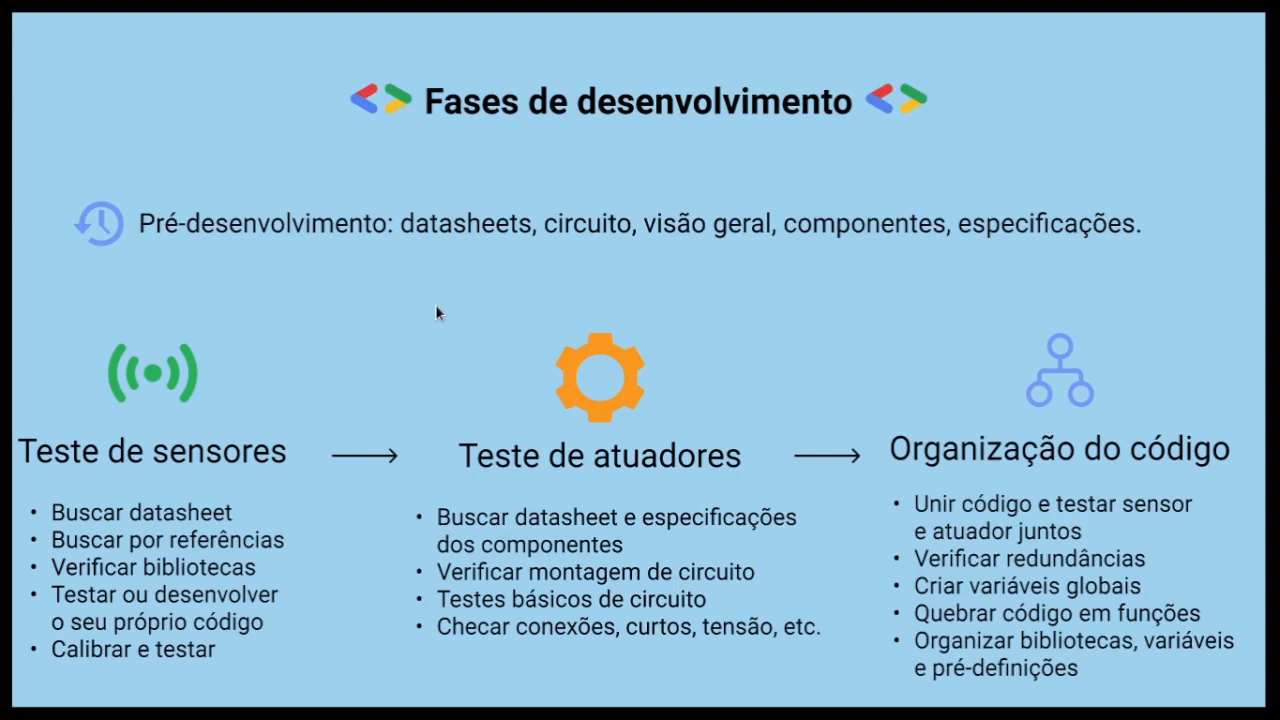 Fases de desenvolvimento
Pré-desenvolvimento: datasheets, circuito, visão geral, componentes, especificações.
Teste de sensores
• Buscar datasheet
• Buscar por referências
• Verificar bibliotecas
• Testar ou desenvolver
o seu próprio código
• Calibrar e testar
Teste de atuadores
• Buscar datasheet e especificações
dos componentes
• Verificar montagem de circuito
• Testes básicos de circuito
• Checar conexões, curtos, tensão, etc.
Organização do código
• Unir código e testar sensor
e atuador juntos
• Verificar redundâncias
• Criar variáveis globais
• Quebrar código em funções
• Organizar bibliotecas, variáveis
e pré-definições